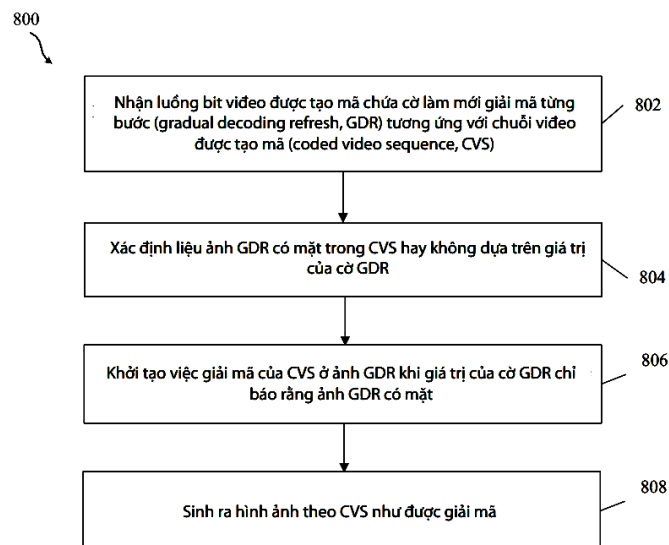 800
Nhận luồng bit viđeo được tạo mã chứa cờ làm mới giải mã từng
bước (gradual decoding refresh, GDR) tương ứng với chuỗi viđeo
được tạo mã (coded video sequence, CVS)
802
Xác định liệu ảnh GDR có mặt trong CVS hay không dựa trên giá trị
của cờ GDR
804
Khởi tạo việc giải mã của CVS ở ảnh GDR khi giá trị của cờ GDR chỉ
báo rằng ảnh GDR có mặt
806
Sinh ra hình ảnh theo CVS như được giải mã
808